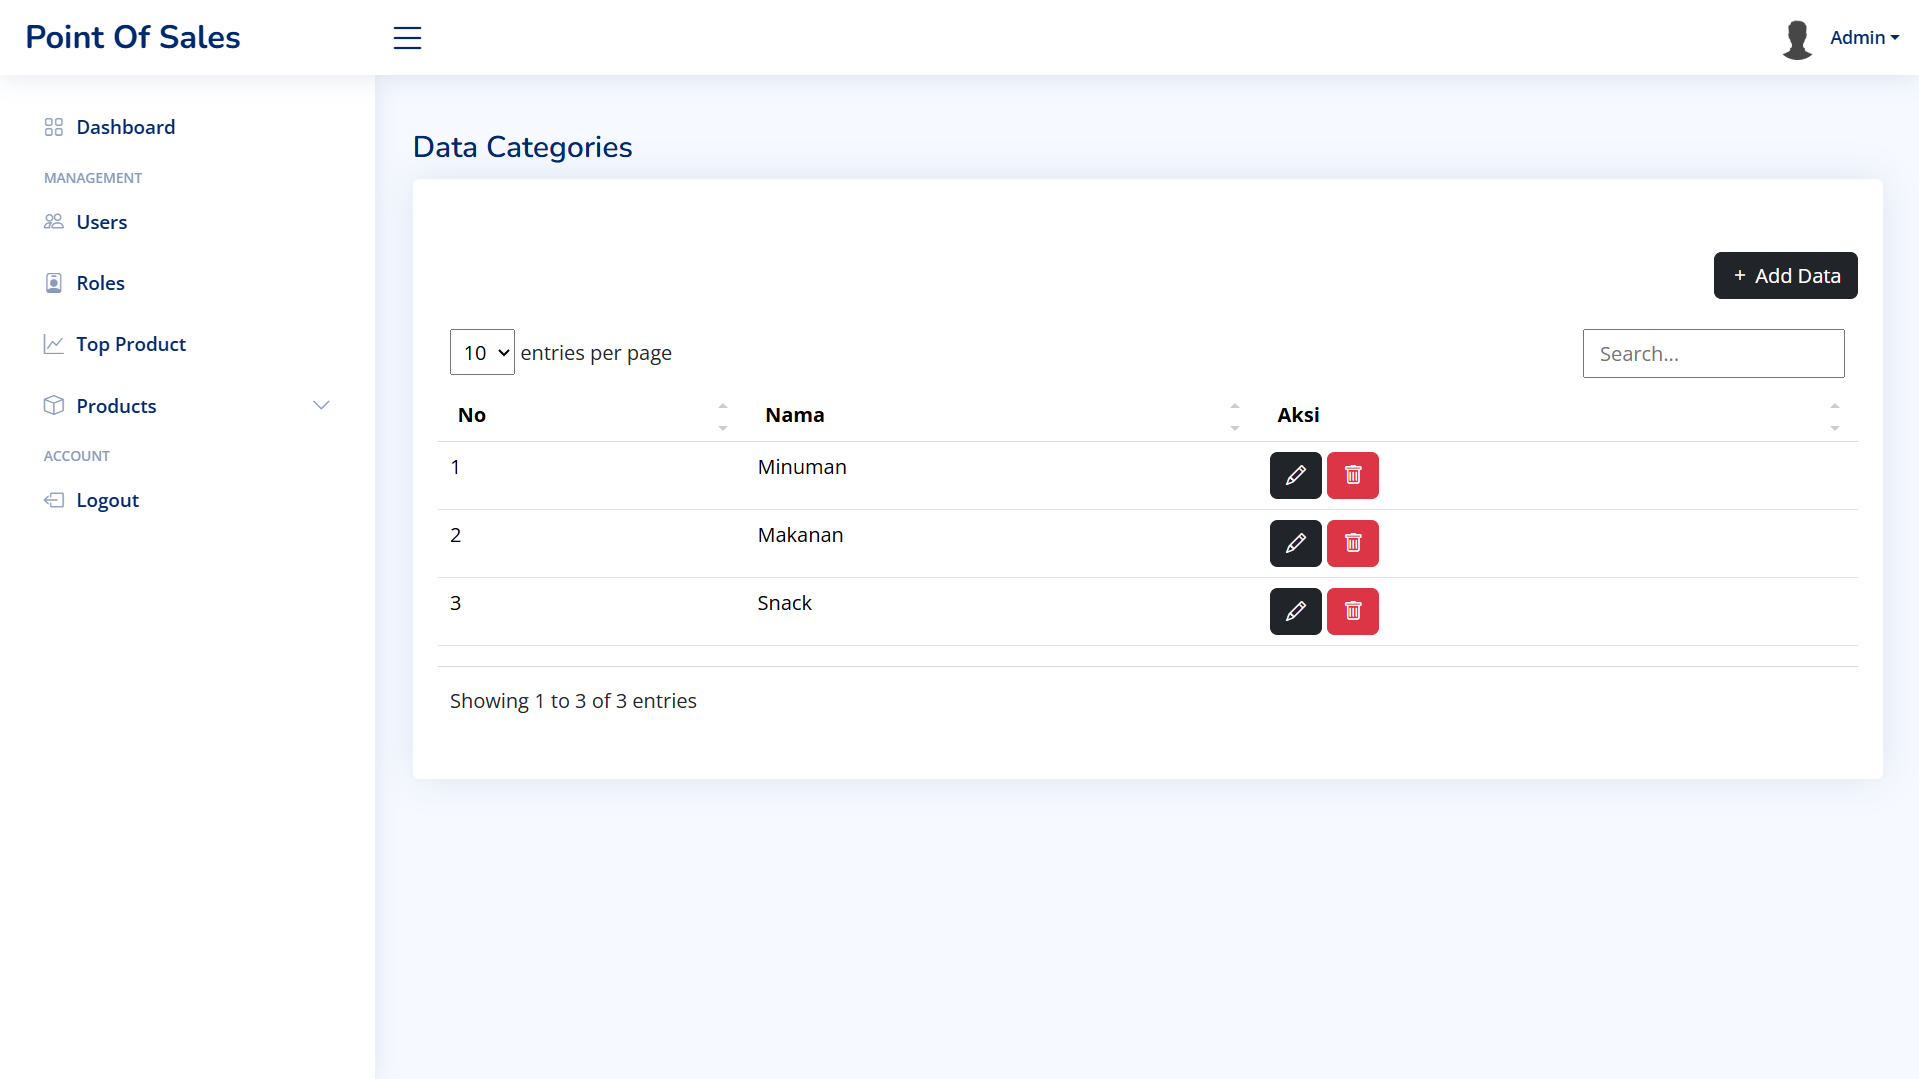 Point Of Sales
Admin
Dashboard
MANAGEMENT
Users
Roles
Top Product
Products
ACCOUNT
Logout
Data Categories
+ Add Data
10 entries per page
Search...
No Nama Aksi
1 Minuman
2 Makanan
3 Snack
Showing 1 to 3 of 3 entries